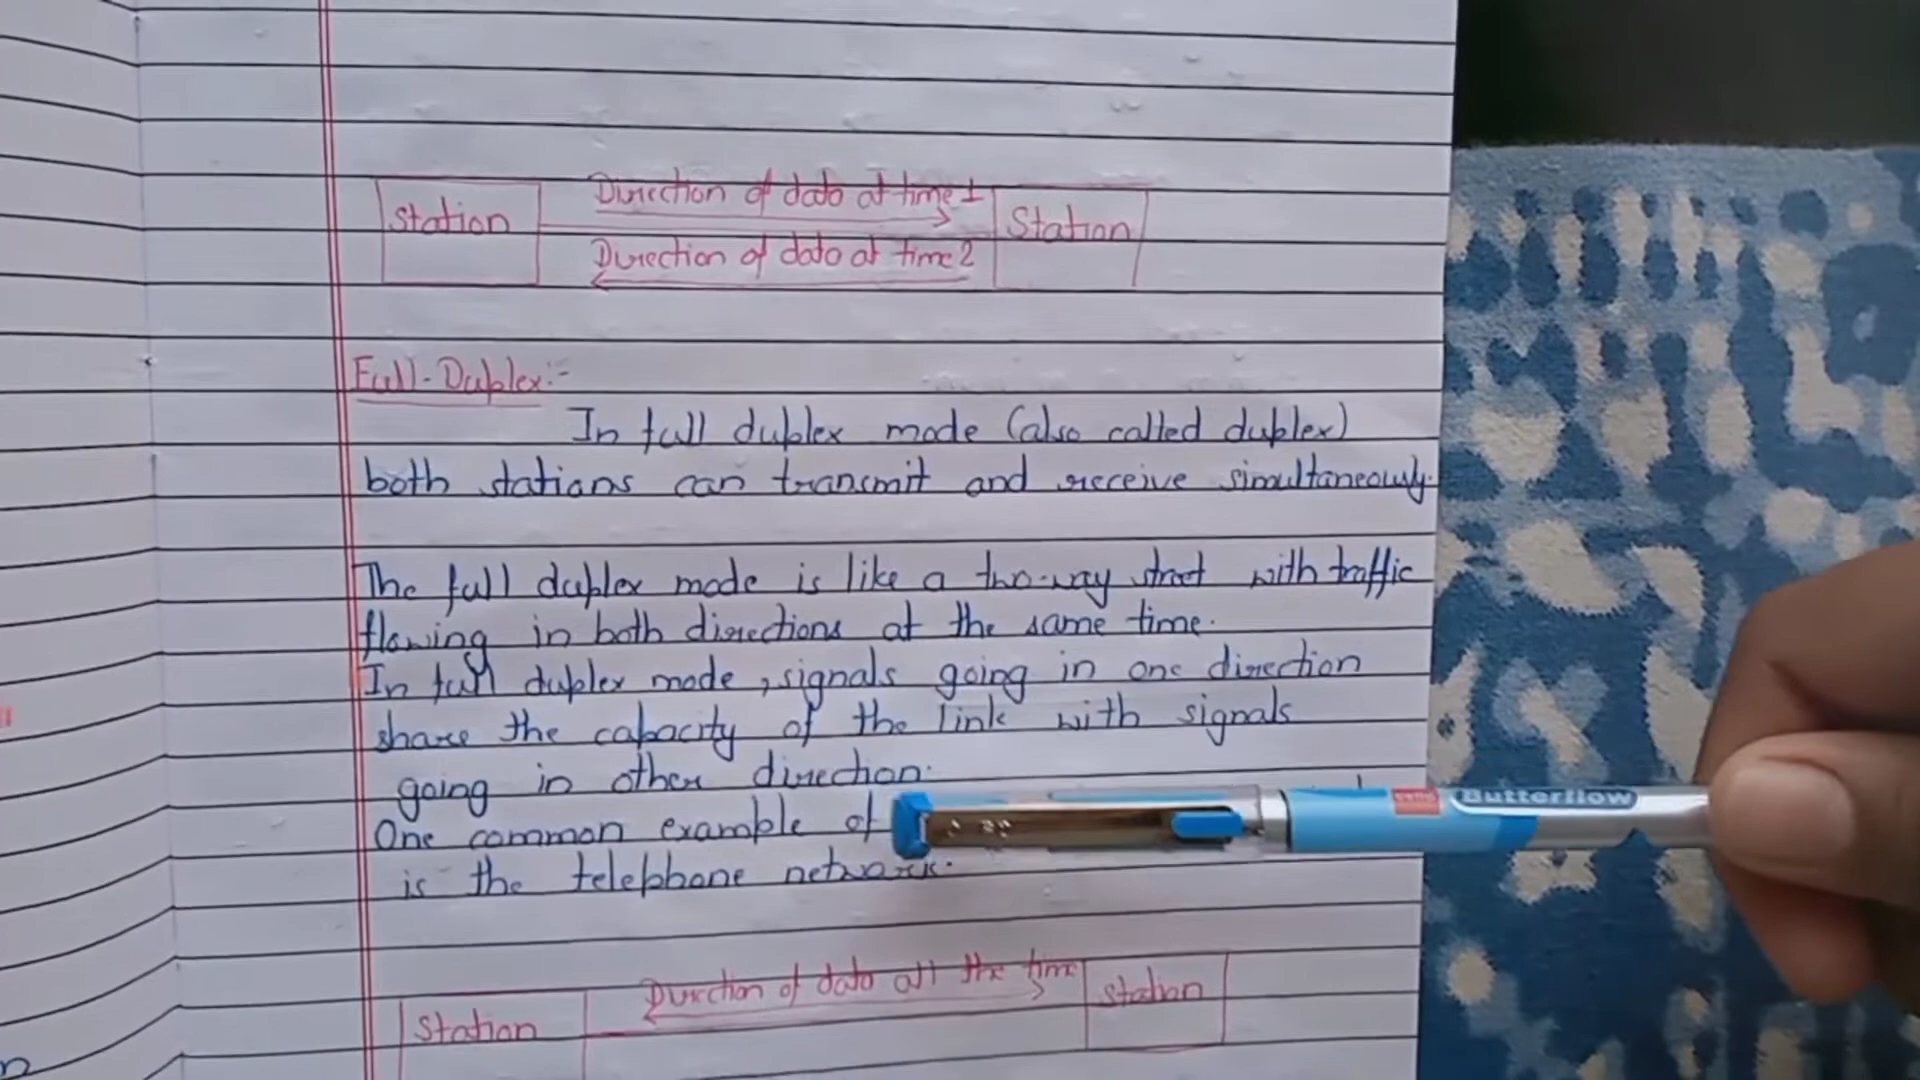 Station
Direction of data at time 1
Station
Direction of data at time 2
Full-Duplex:-
In full duplex mode (also called duplex)
both stations can transmit and receive simultaneously.
The full duplex mode is like a two-way street with traffic
flowing in both directions at the same time.
In full duplex mode, signals going in one direction
share the capacity of the link with signals
going in other direction.
One common example of
is the telephone network.
Direction of data all the time
Station
Station
cello Butterflow